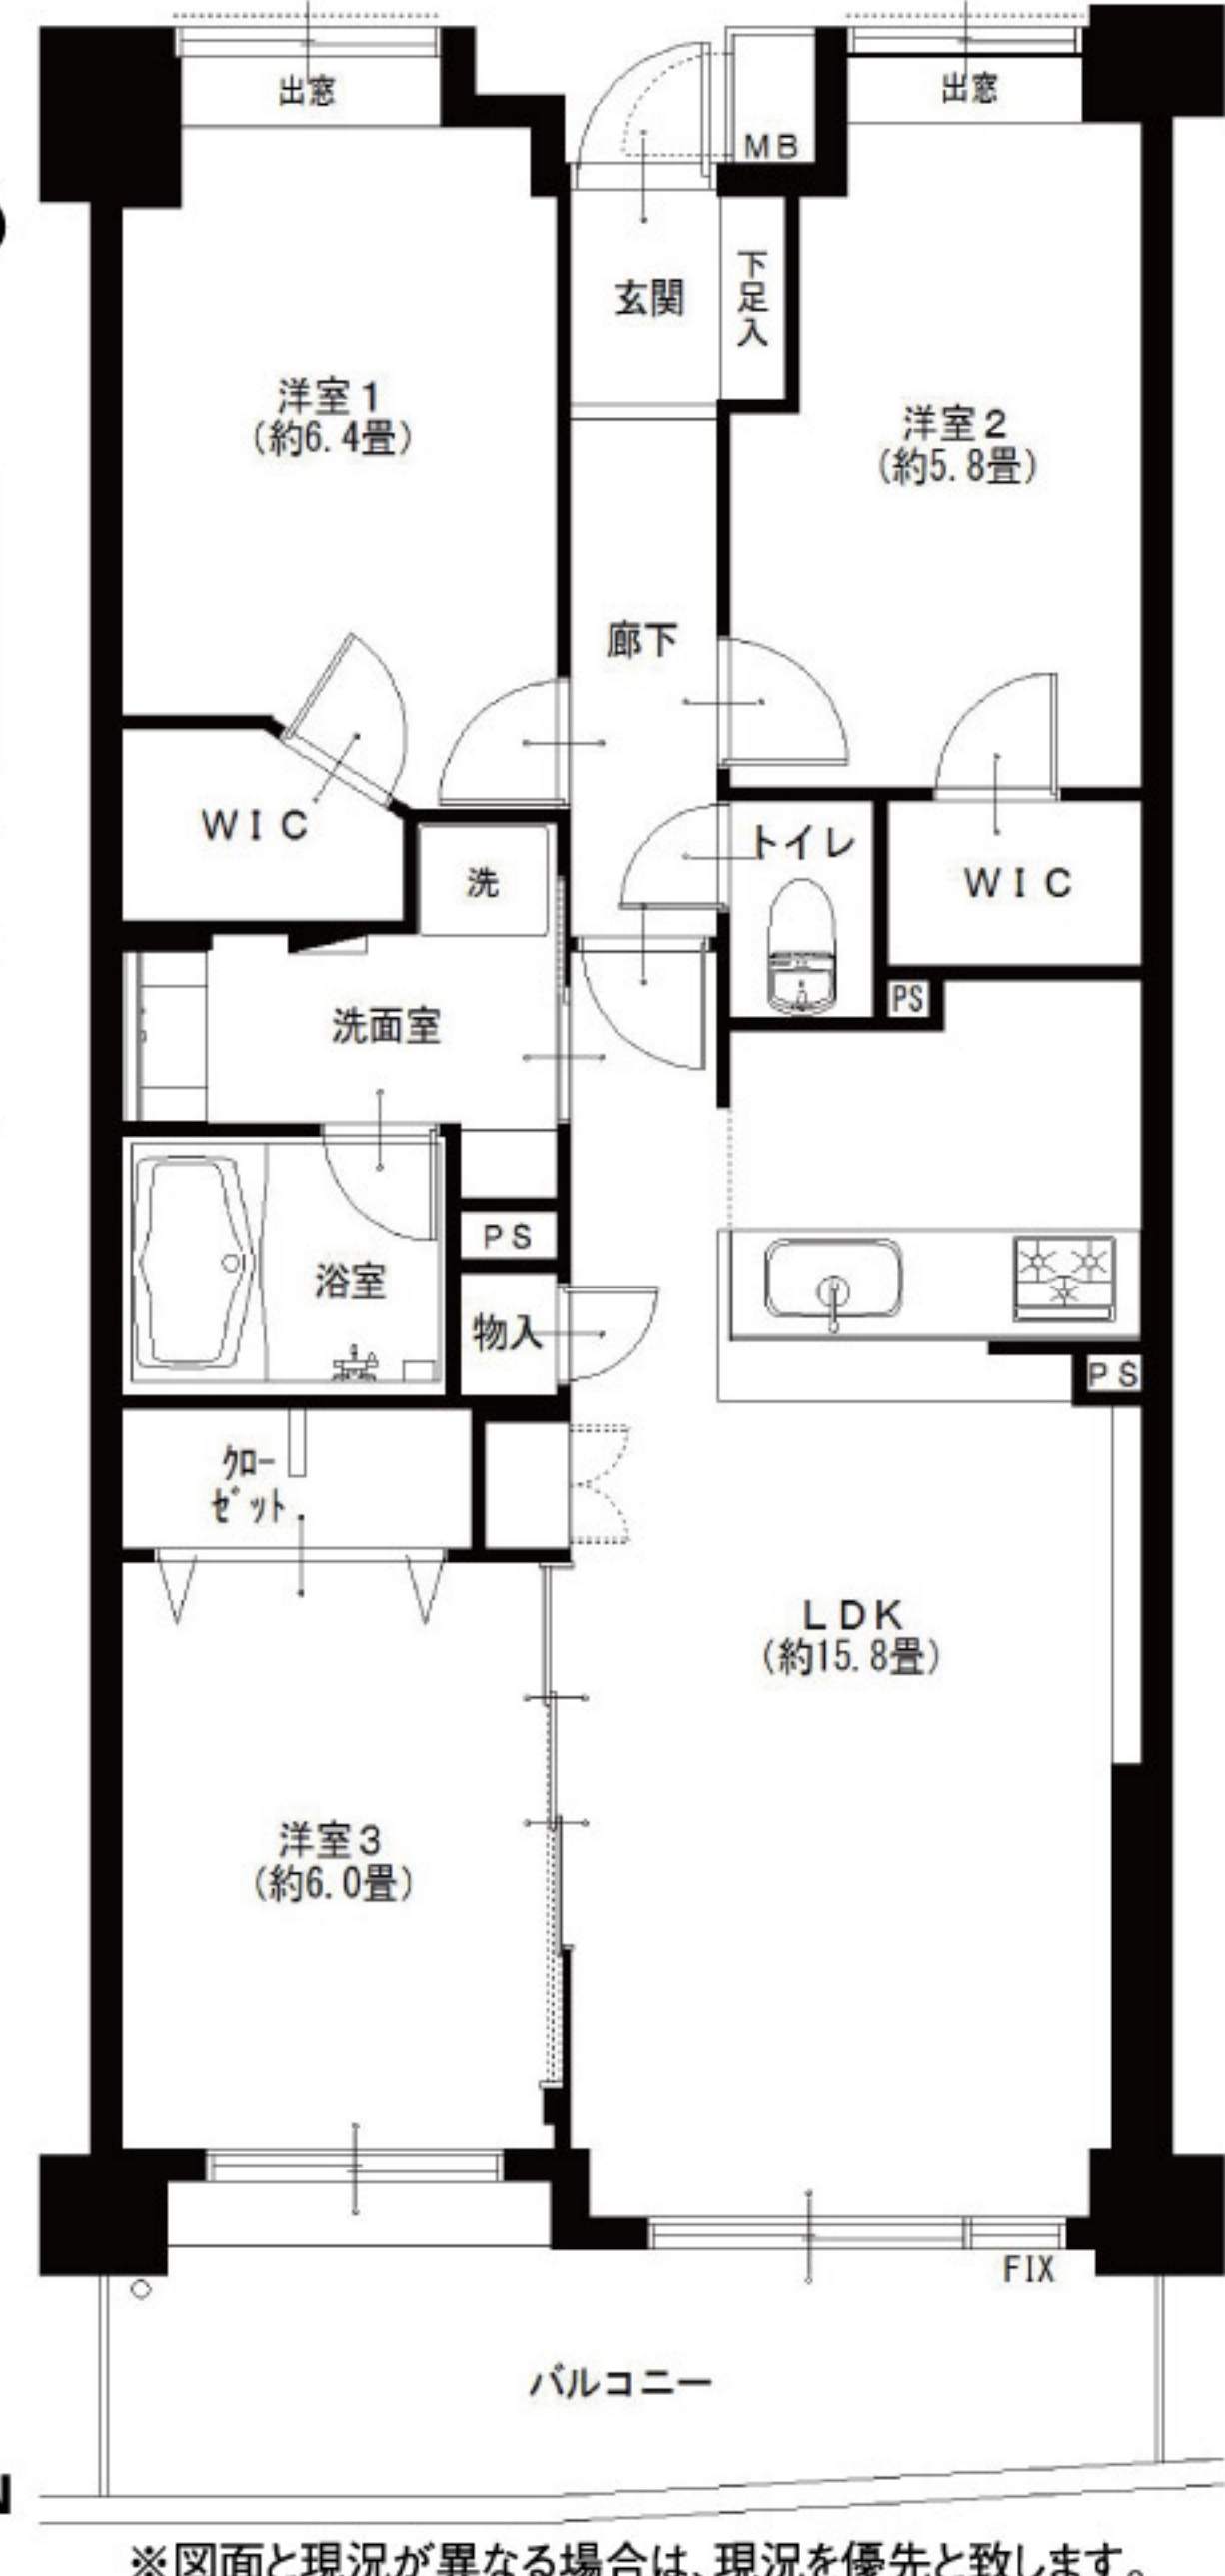 出窓
出窓
MB
玄関
下足入
洋室1
(約6.4畳)
洋室2
(約5.8畳)
廊下
WIC
洗
トイレ
WIC
PS
洗面室
PS
浴室
物入
PS
クロー
ゼット
LDK
(約15.8畳)
洋室3
(約6.0畳)
FIX
バルコニー
※図面と現況が異なる場合は、現況を優先と致します。